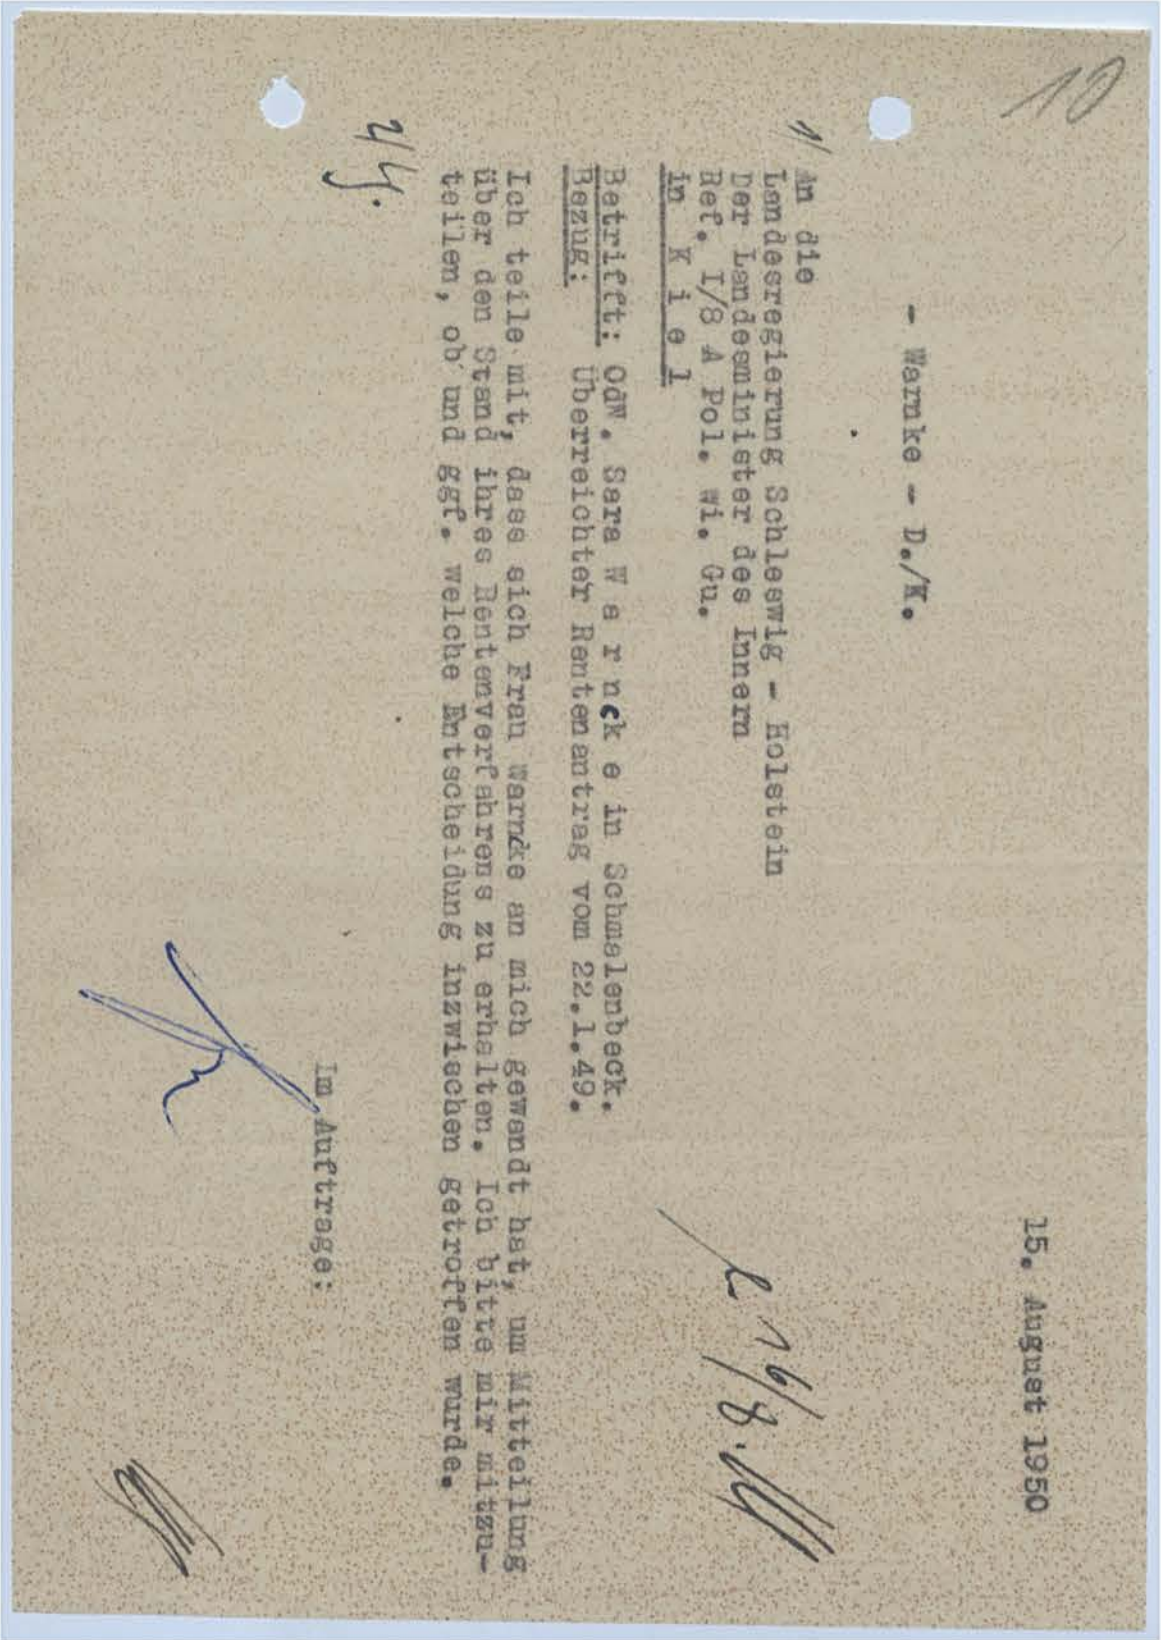 10
15. August 1950
- Warnke - D./K.
1/ An die
Landesregierung Schleswig - Holstein
Der Landesminister des Innern
Ref. I/8 A Pol. Wi. Gu.
in K i e l
16/8.
Betrifft: OdN. Sara W a r n c k e in Schmalenbeck.
Bezug: Überreichter Rentenantrag vom 22.1.49.
Ich teile mit, dass sich Frau Warncke an mich gewandt hat, um Mitteilung
über den Stand ihres Rentenverfahrens zu erhalten. Ich bitte mir mitzu-
teilen, ob und ggf. welche Entscheidung inzwischen getroffen wurde.
2/
Im Auftrage: